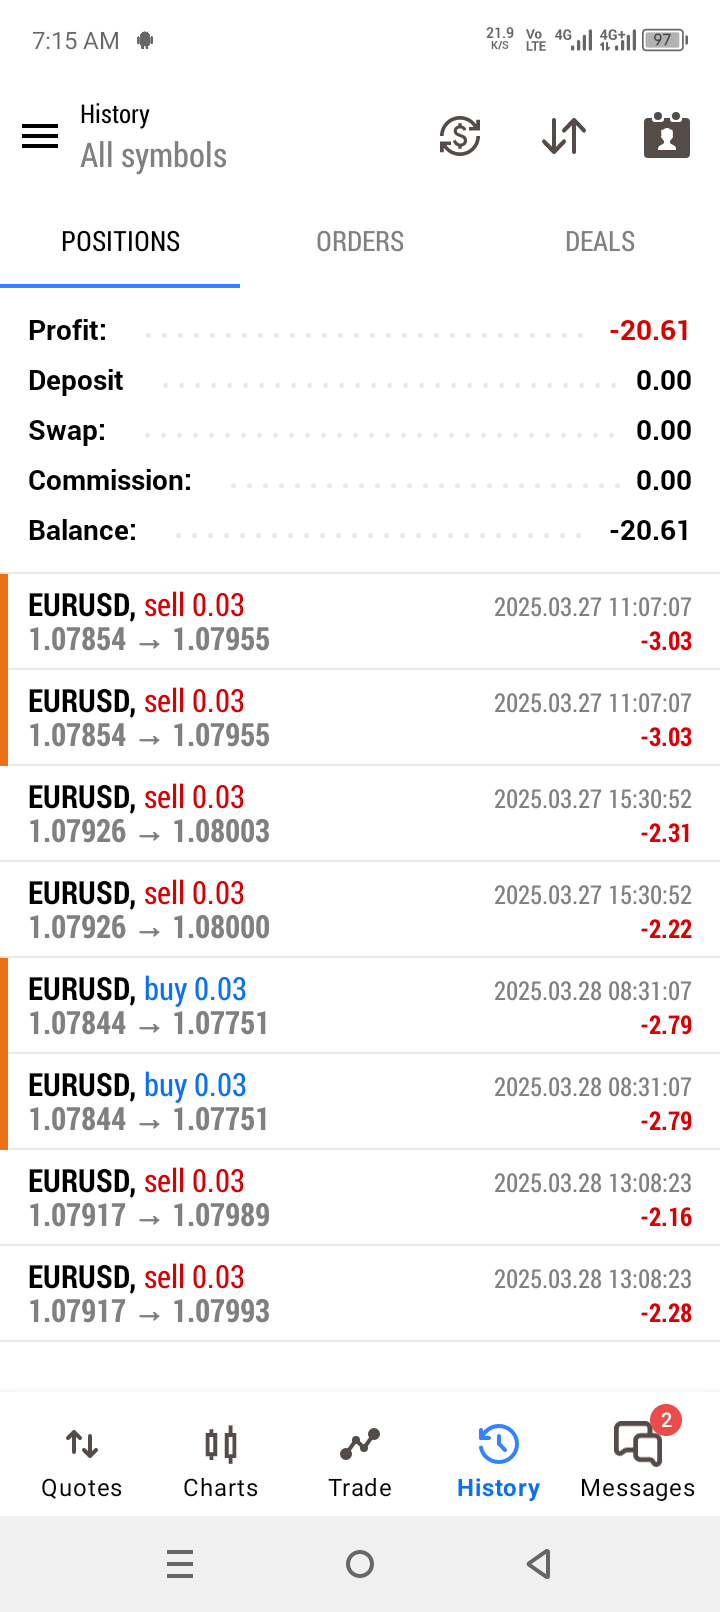 7:15 AM
21.9 K/S Vo LTE 4G 4G+ 97
History
All symbols
POSITIONS ORDERS DEALS
Profit: -20.61
Deposit 0.00
Swap: 0.00
Commission: 0.00
Balance: -20.61
EURUSD, sell 0.03 2025.03.27 11:07:07
1.07854 → 1.07955 -3.03
EURUSD, sell 0.03 2025.03.27 11:07:07
1.07854 → 1.07955 -3.03
EURUSD, sell 0.03 2025.03.27 15:30:52
1.07926 → 1.08003 -2.31
EURUSD, sell 0.03 2025.03.27 15:30:52
1.07926 → 1.08000 -2.22
EURUSD, buy 0.03 2025.03.28 08:31:07
1.07844 → 1.07751 -2.79
EURUSD, buy 0.03 2025.03.28 08:31:07
1.07844 → 1.07751 -2.79
EURUSD, sell 0.03 2025.03.28 13:08:23
1.07917 → 1.07989 -2.16
EURUSD, sell 0.03 2025.03.28 13:08:23
1.07917 → 1.07993 -2.28
2
Quotes Charts Trade History Messages